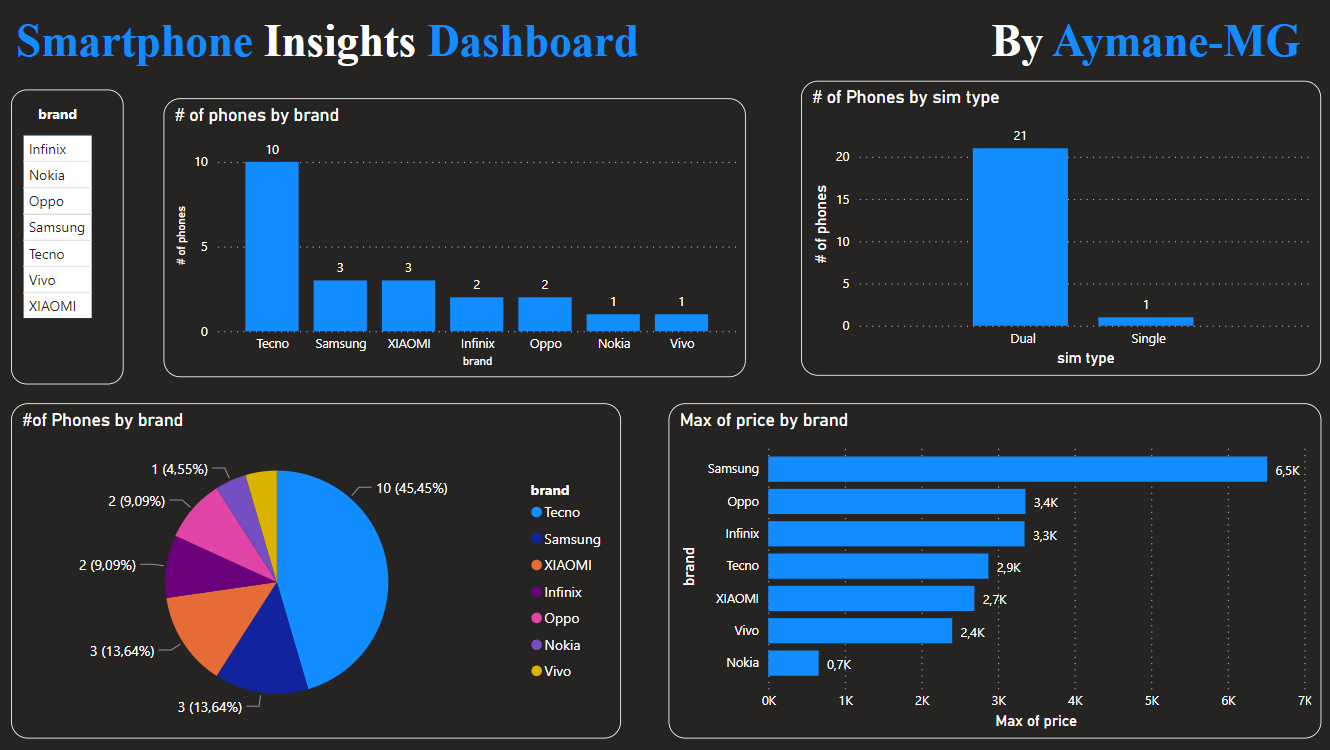 Smartphone Insights Dashboard
By Aymane-MG
brand
Infinix
Nokia
Oppo
Samsung
Tecno
Vivo
XIAOMI
# of phones by brand
# of phones
10
5
0
10
3
3
2
2
1
1
Tecno
Samsung
XIAOMI
Infinix
Oppo
Nokia
Vivo
brand
# of Phones by sim type
# of phones
20
15
10
5
0
21
1
Dual
Single
sim type
#of Phones by brand
1 (4,55%)
2 (9,09%)
2 (9,09%)
3 (13,64%)
3 (13,64%)
10 (45,45%)
brand
Tecno
Samsung
XIAOMI
Infinix
Oppo
Nokia
Vivo
Max of price by brand
brand
Samsung 6,5K
Oppo 3,4K
Infinix 3,3K
Tecno 2,9K
XIAOMI 2,7K
Vivo 2,4K
Nokia 0,7K
0K 1K 2K 3K 4K 5K 6K 7K
Max of price